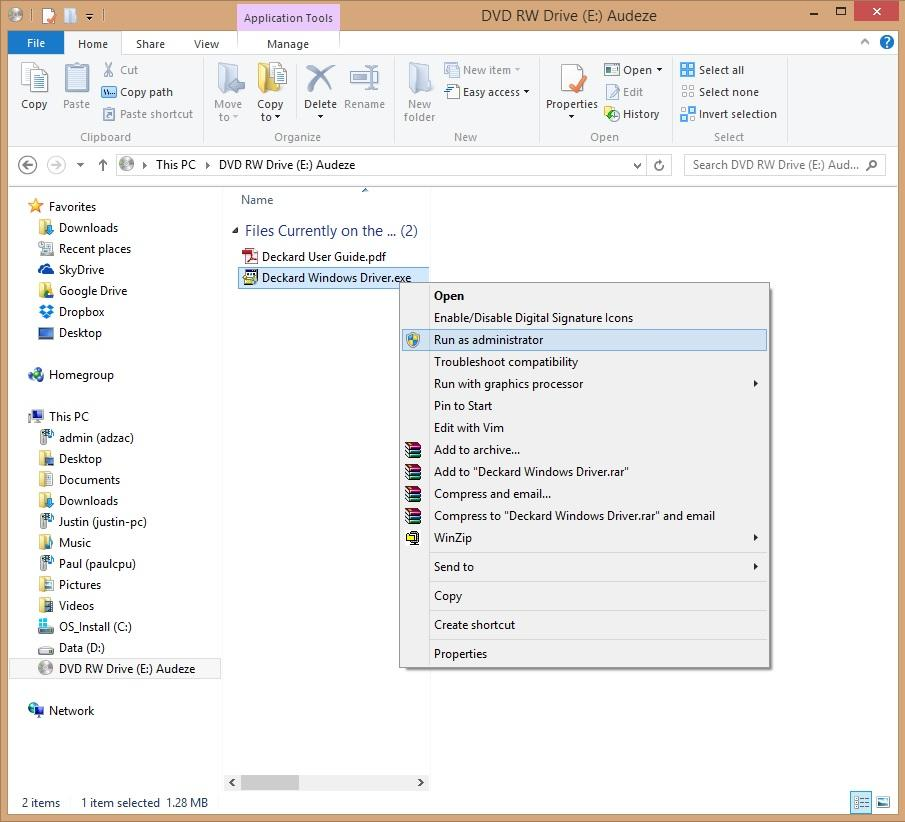 Application Tools
DVD RW Drive (E:) Audeze
File
Home
Share
View
Manage
Copy
Paste
Cut
Copy path
Paste shortcut
Clipboard
Move to
Copy to
Delete
Rename
Organize
New folder
New item
Easy access
New
Properties
Open
Edit
History
Open
Select all
Select none
Invert selection
Select
This PC
DVD RW Drive (E:) Audeze
Search DVD RW Drive (E:) Aud...
Favorites
Downloads
Recent places
SkyDrive
Google Drive
Dropbox
Desktop
Homegroup
This PC
admin (adzac)
Desktop
Documents
Downloads
Justin (justin-pc)
Music
Paul (paulcpu)
Pictures
Videos
OS_Install (C:)
Data (D:)
DVD RW Drive (E:) Audeze
Network
Name
Files Currently on the ... (2)
Deckard User Guide.pdf
Deckard Windows Driver.exe
Open
Enable/Disable Digital Signature Icons
Run as administrator
Troubleshoot compatibility
Run with graphics processor
Pin to Start
Edit with Vim
Add to archive...
Add to "Deckard Windows Driver.rar"
Compress and email...
Compress to "Deckard Windows Driver.rar" and email
WinZip
Send to
Copy
Create shortcut
Properties
2 items
1 item selected 1.28 MB